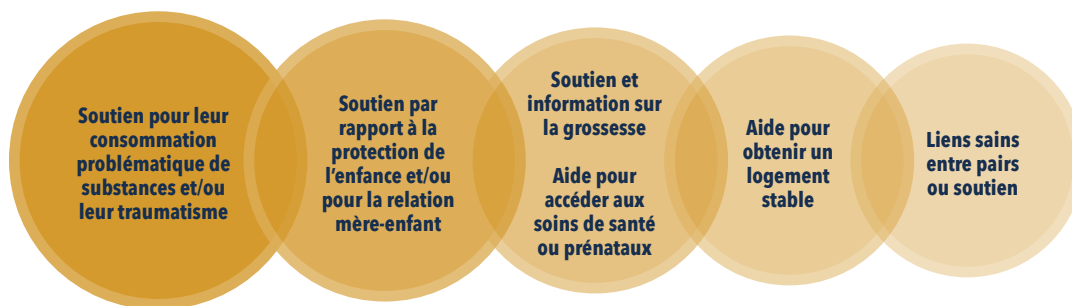 Soutien pour leur
consommation
problématique de
substances et/ou
leur traumatisme
Soutien par
rapport à la
protection de
l'enfance et/ou
pour la relation
mère-enfant
Soutien et
information sur
la grossesse
Aide pour
accéder aux
soins de santé
ou prénataux
Aide pour
obtenir un
logement
stable
Liens sains
entre pairs
ou soutien